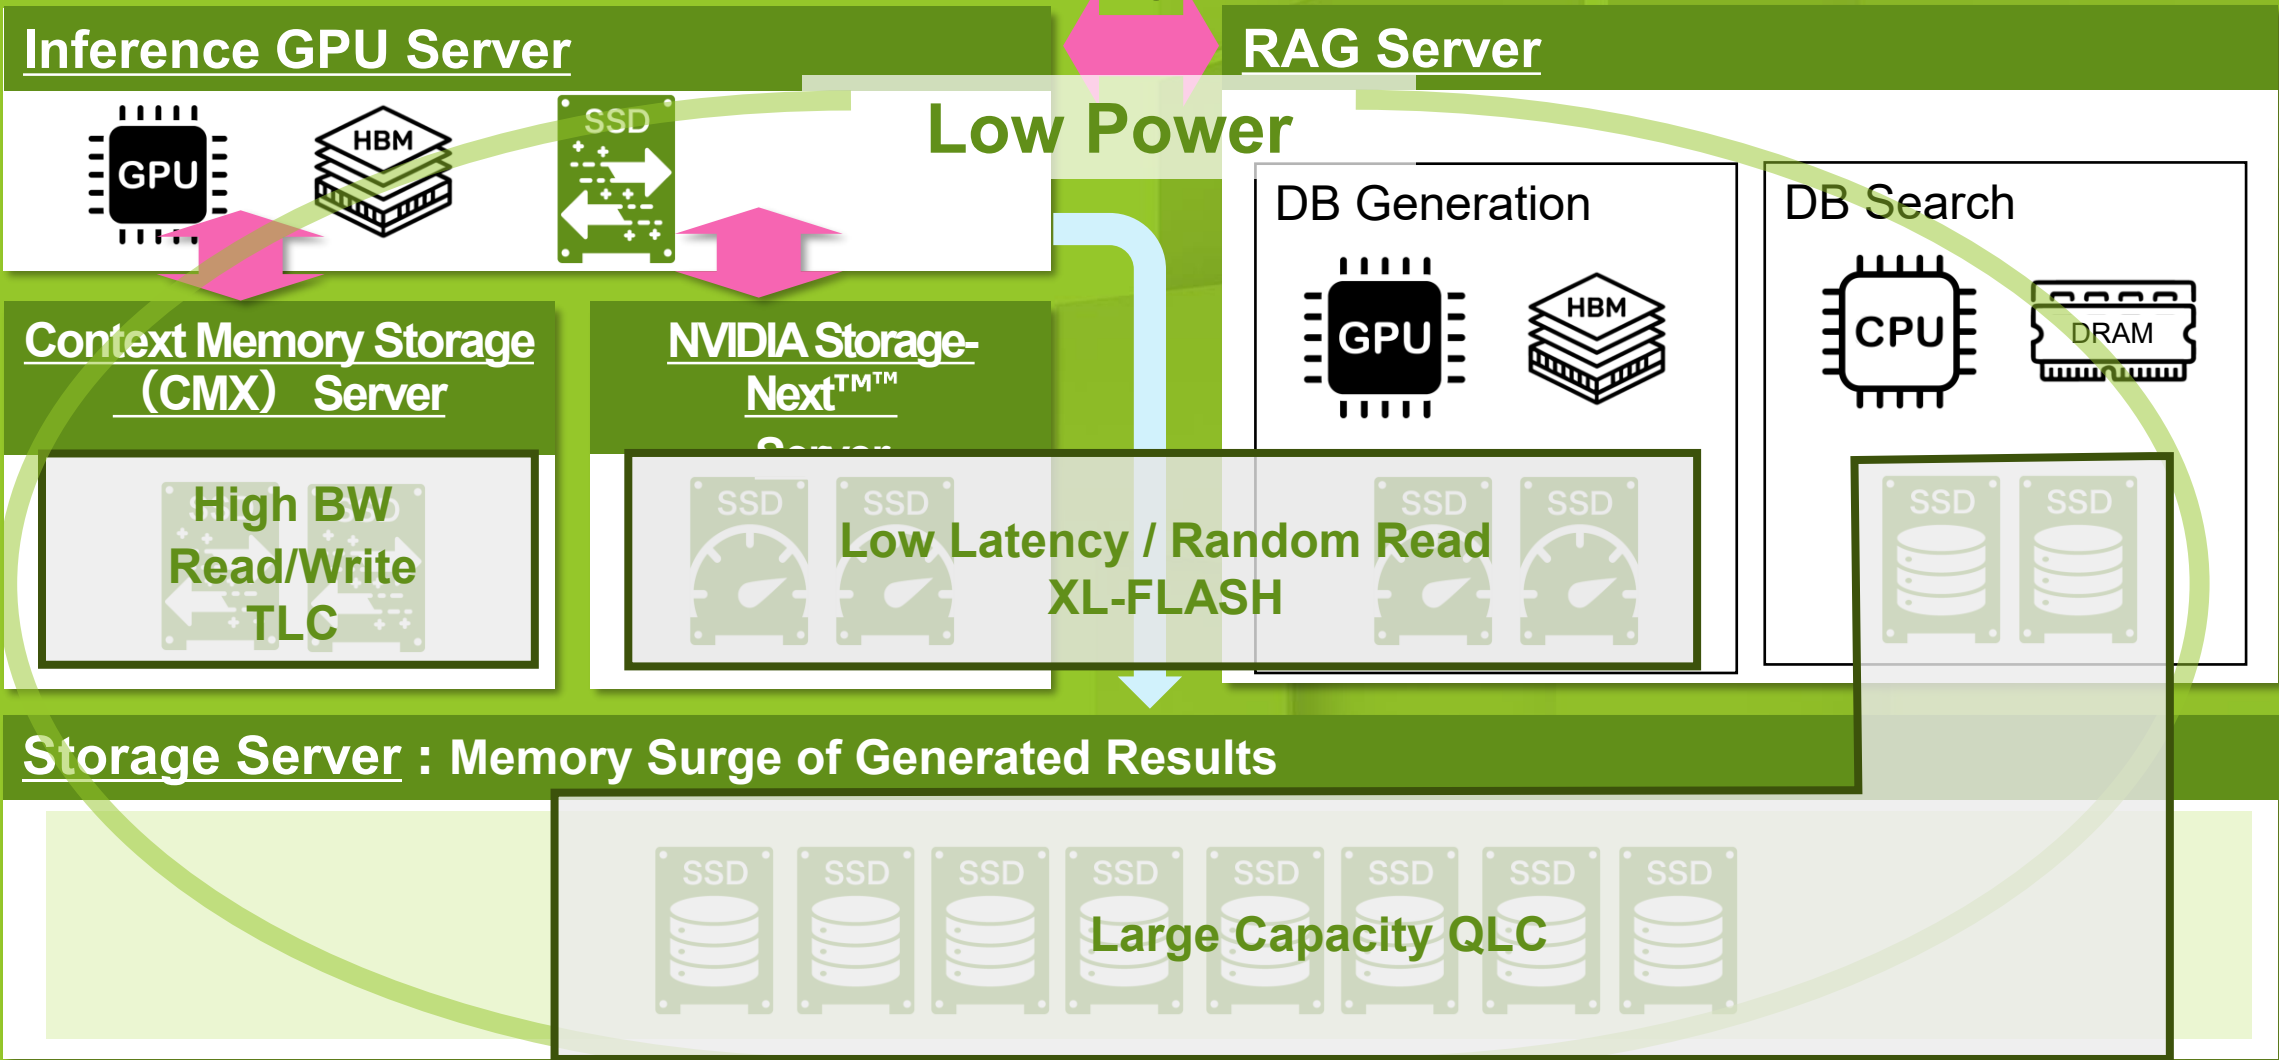 Inference GPU Server
GPU
HBM
SSD
Low Power
RAG Server
DB Generation
GPU
HBM
DB Search
CPU
DRAM
Context Memory Storage
（CMX） Server
NVIDIA Storage-
Next™™
Server
SSD
SSD
High BW
Read/Write
TLC
SSD
SSD
SSD
SSD
Low Latency / Random Read
XL-FLASH
SSD
SSD
Storage Server : Memory Surge of Generated Results
SSD
SSD
SSD
SSD
SSD
SSD
SSD
SSD
Large Capacity QLC